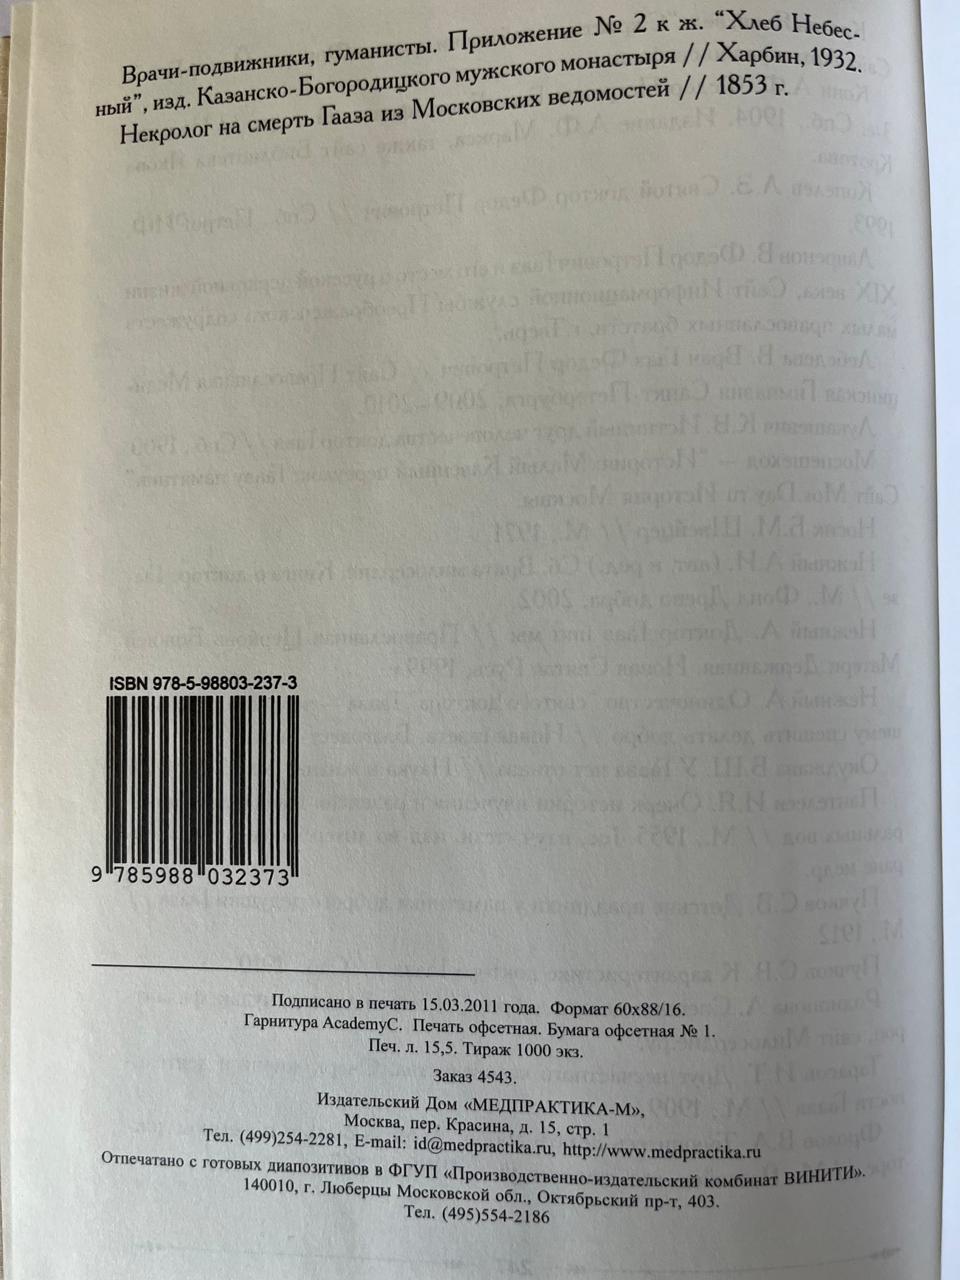 Врачи-подвижники, гуманисты. Приложение № 2 к ж. “Хлеб Небес-
ный”, изд. Казанско-Богородицкого мужского монастыря // Харбин, 1932.
Некролог на смерть Гааза из Московских ведомостей // 1853 г.
ISBN 978-5-98803-237-3
9 785988 032373
Подписано в печать 15.03.2011 года. Формат 60х88/16.
Гарнитура AcademyC. Печать офсетная. Бумага офсетная № 1.
Печ. л. 15,5. Тираж 1000 экз.
Заказ 4543.
Издательский Дом «МЕДПРАКТИКА-М»,
Москва, пер. Красина, д. 15, стр. 1
Тел. (499)254-2281, E-mail: id@medpractika.ru, http://www.medpractika.ru
Отпечатано с готовых диапозитивов в ФГУП «Производственно-издательский комбинат ВИНИТИ».
140010, г. Люберцы Московской обл., Октябрьский пр-т, 403.
Тел. (495)554-2186